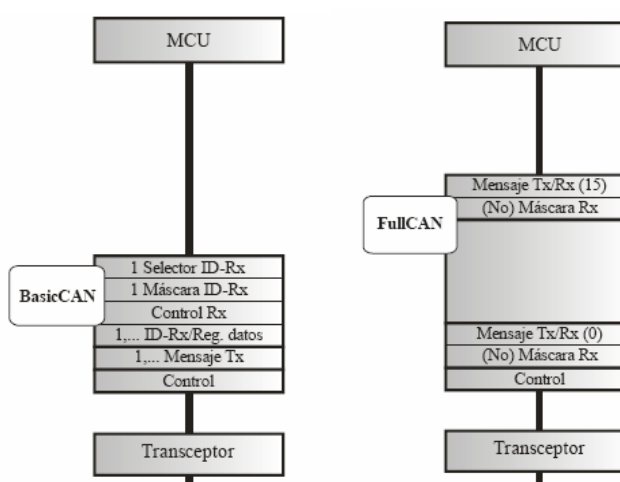 MCU
BasicCAN
1 Selector ID-Rx
1 Máscara ID-Rx
Control Rx
1,... ID-Rx/Reg. datos
1,... Mensaje Tx
Control
Transceptor
MCU
FullCAN
Mensaje Tx/Rx (15)
(No) Máscara Rx
Mensaje Tx/Rx (0)
(No) Máscara Rx
Control
Transceptor